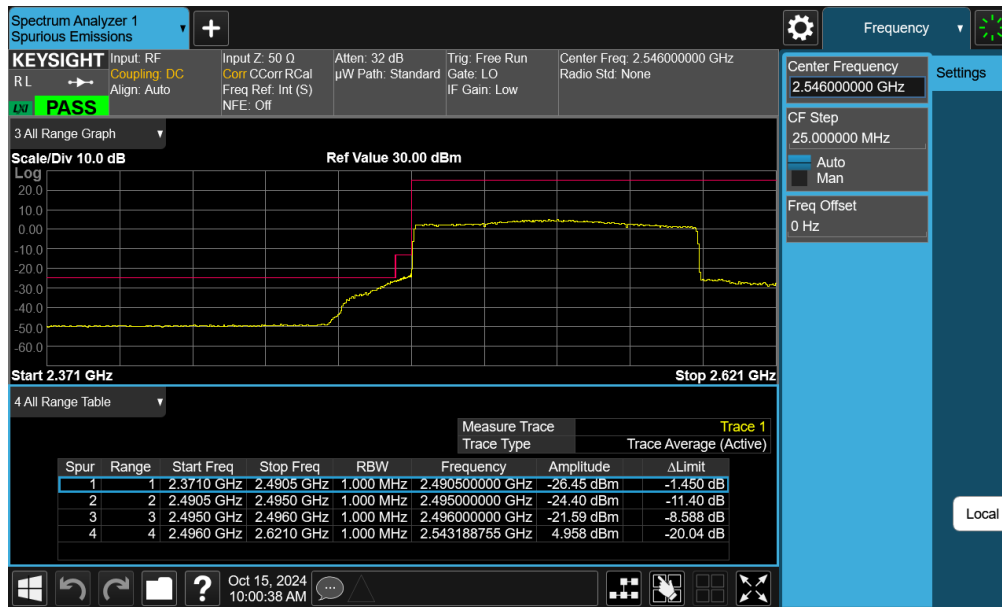 Spectrum Analyzer 1
Spurious Emissions
Frequency
KEYSIGHT
R L
LXI
PASS
Input: RF
Coupling: DC
Align: Auto
Input Z: 50 Ω
Corr CCorr RCal
Freq Ref: Int (S)
NFE: Off
Atten: 32 dB
µW Path: Standard
Trig: Free Run
Gate: LO
IF Gain: Low
Center Freq: 2.546000000 GHz
Radio Std: None
Center Frequency
2.546000000 GHz
Settings
CF Step
25.000000 MHz
Auto
Man
Freq Offset
0 Hz
3 All Range Graph
Scale/Div 10.0 dB
Ref Value 30.00 dBm
Log
20.0
10.0
0.00
-10.0
-20.0
-30.0
-40.0
-50.0
-60.0
Start 2.371 GHz
Stop 2.621 GHz
4 All Range Table
Measure Trace Trace 1
Trace Type Trace Average (Active)
Spur Range Start Freq Stop Freq RBW Frequency Amplitude ΔLimit
1 1 2.3710 GHz 2.4905 GHz 1.000 MHz 2.490500000 GHz -26.45 dBm -1.450 dB
2 2 2.4905 GHz 2.4950 GHz 1.000 MHz 2.495000000 GHz -24.40 dBm -11.40 dB
3 3 2.4950 GHz 2.4960 GHz 1.000 MHz 2.496000000 GHz -21.59 dBm -8.588 dB
4 4 2.4960 GHz 2.6210 GHz 1.000 MHz 2.543188755 GHz 4.958 dBm -20.04 dB
Local
?
Oct 15, 2024
10:00:38 AM